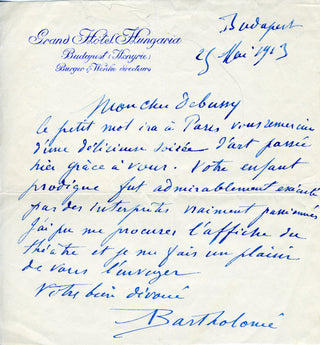 Grand Hôtel Hungaria
Budapest (Hongrie)
Burger & Wenhe directeurs
Budapest
25 Mai 1913
Mon cher Debussy
Ce petit mot ira à Paris vous remercier
d'une délicieuse soirée d'art passée
hier grâce à vous. Votre enfant
prodigue fut admirablement exécuté
par des interprètes vraiment passionnés
J'ai pu me procurer l'affiche du
théâtre et je me fais un plaisir
de vous l'envoyer
Votre bien dévoué
Bartholomé